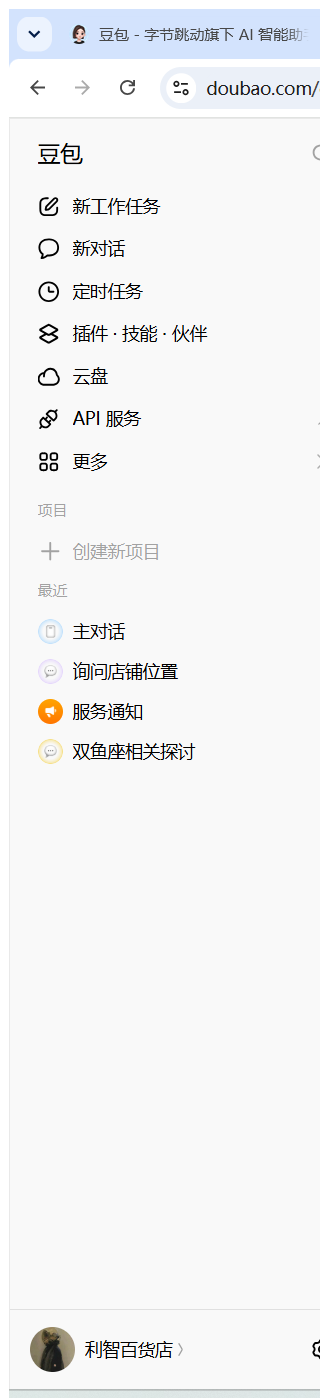 豆包 - 字节跳动旗下 AI 智能助
doubao.com/
豆包
新工作任务
新对话
定时任务
插件 · 技能 · 伙伴
云盘
API 服务
更多
项目
创建新项目
最近
主对话
询问店铺位置
服务通知
双鱼座相关探讨
利智百货店